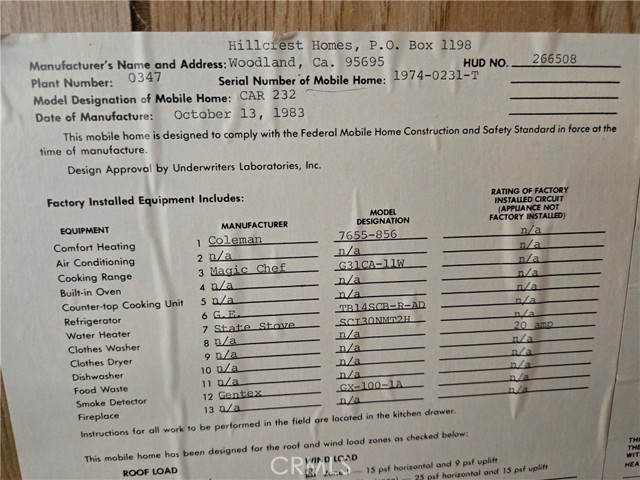 Hillcrest Homes, P.O. Box 1198
Manufacturer's Name and Address: Woodland, Ca. 95695 HUD NO. 266508
Plant Number: 0347 Serial Number of Mobile Home: 1974-0231-T
Model Designation of Mobile Home: CAR 232
Date of Manufacture: October 13, 1983
This mobile home is designed to comply with the Federal Mobile Home Construction and Safety Standard in force at the
time of manufacture.
Design Approval by Underwriters Laboratories, Inc.
Factory Installed Equipment Includes:
RATING OF FACTORY
INSTALLED CIRCUIT
(APPLIANCE NOT
FACTORY INSTALLED)
EQUIPMENT MANUFACTURER MODEL
DESIGNATION
Comfort Heating 1 Coleman 7655-856 n/a
Air Conditioning 2 n/a n/a n/a
Cooking Range 3 Magic Chef G31CA-11W n/a
Built-in Oven 4 n/a n/a n/a
Counter-top Cooking Unit 5 n/a n/a n/a
Refrigerator 6 G.E. TB14SCB-R-AD n/a
Water Heater 7 State Stove SCI30NMT2H n/a
Clothes Washer 8 n/a n/a 20 amp
Clothes Dryer 9 n/a n/a n/a
Dishwasher 10 n/a n/a n/a
Food Waste 11 n/a n/a n/a
Smoke Detector 12 Gentex GX-100-1A n/a
Fireplace 13 n/a n/a n/a
Instructions for all work to be performed in the field are located in the kitchen drawer.
This mobile home has been designed for the roof and wind load zones as checked below:
ROOF LOAD WIND LOAD
Zone I — 15 psf horizontal and 9 psf uplift
— 25 psf horizontal and 15 psf uplift
THE
WIT
HEA
CRMLS